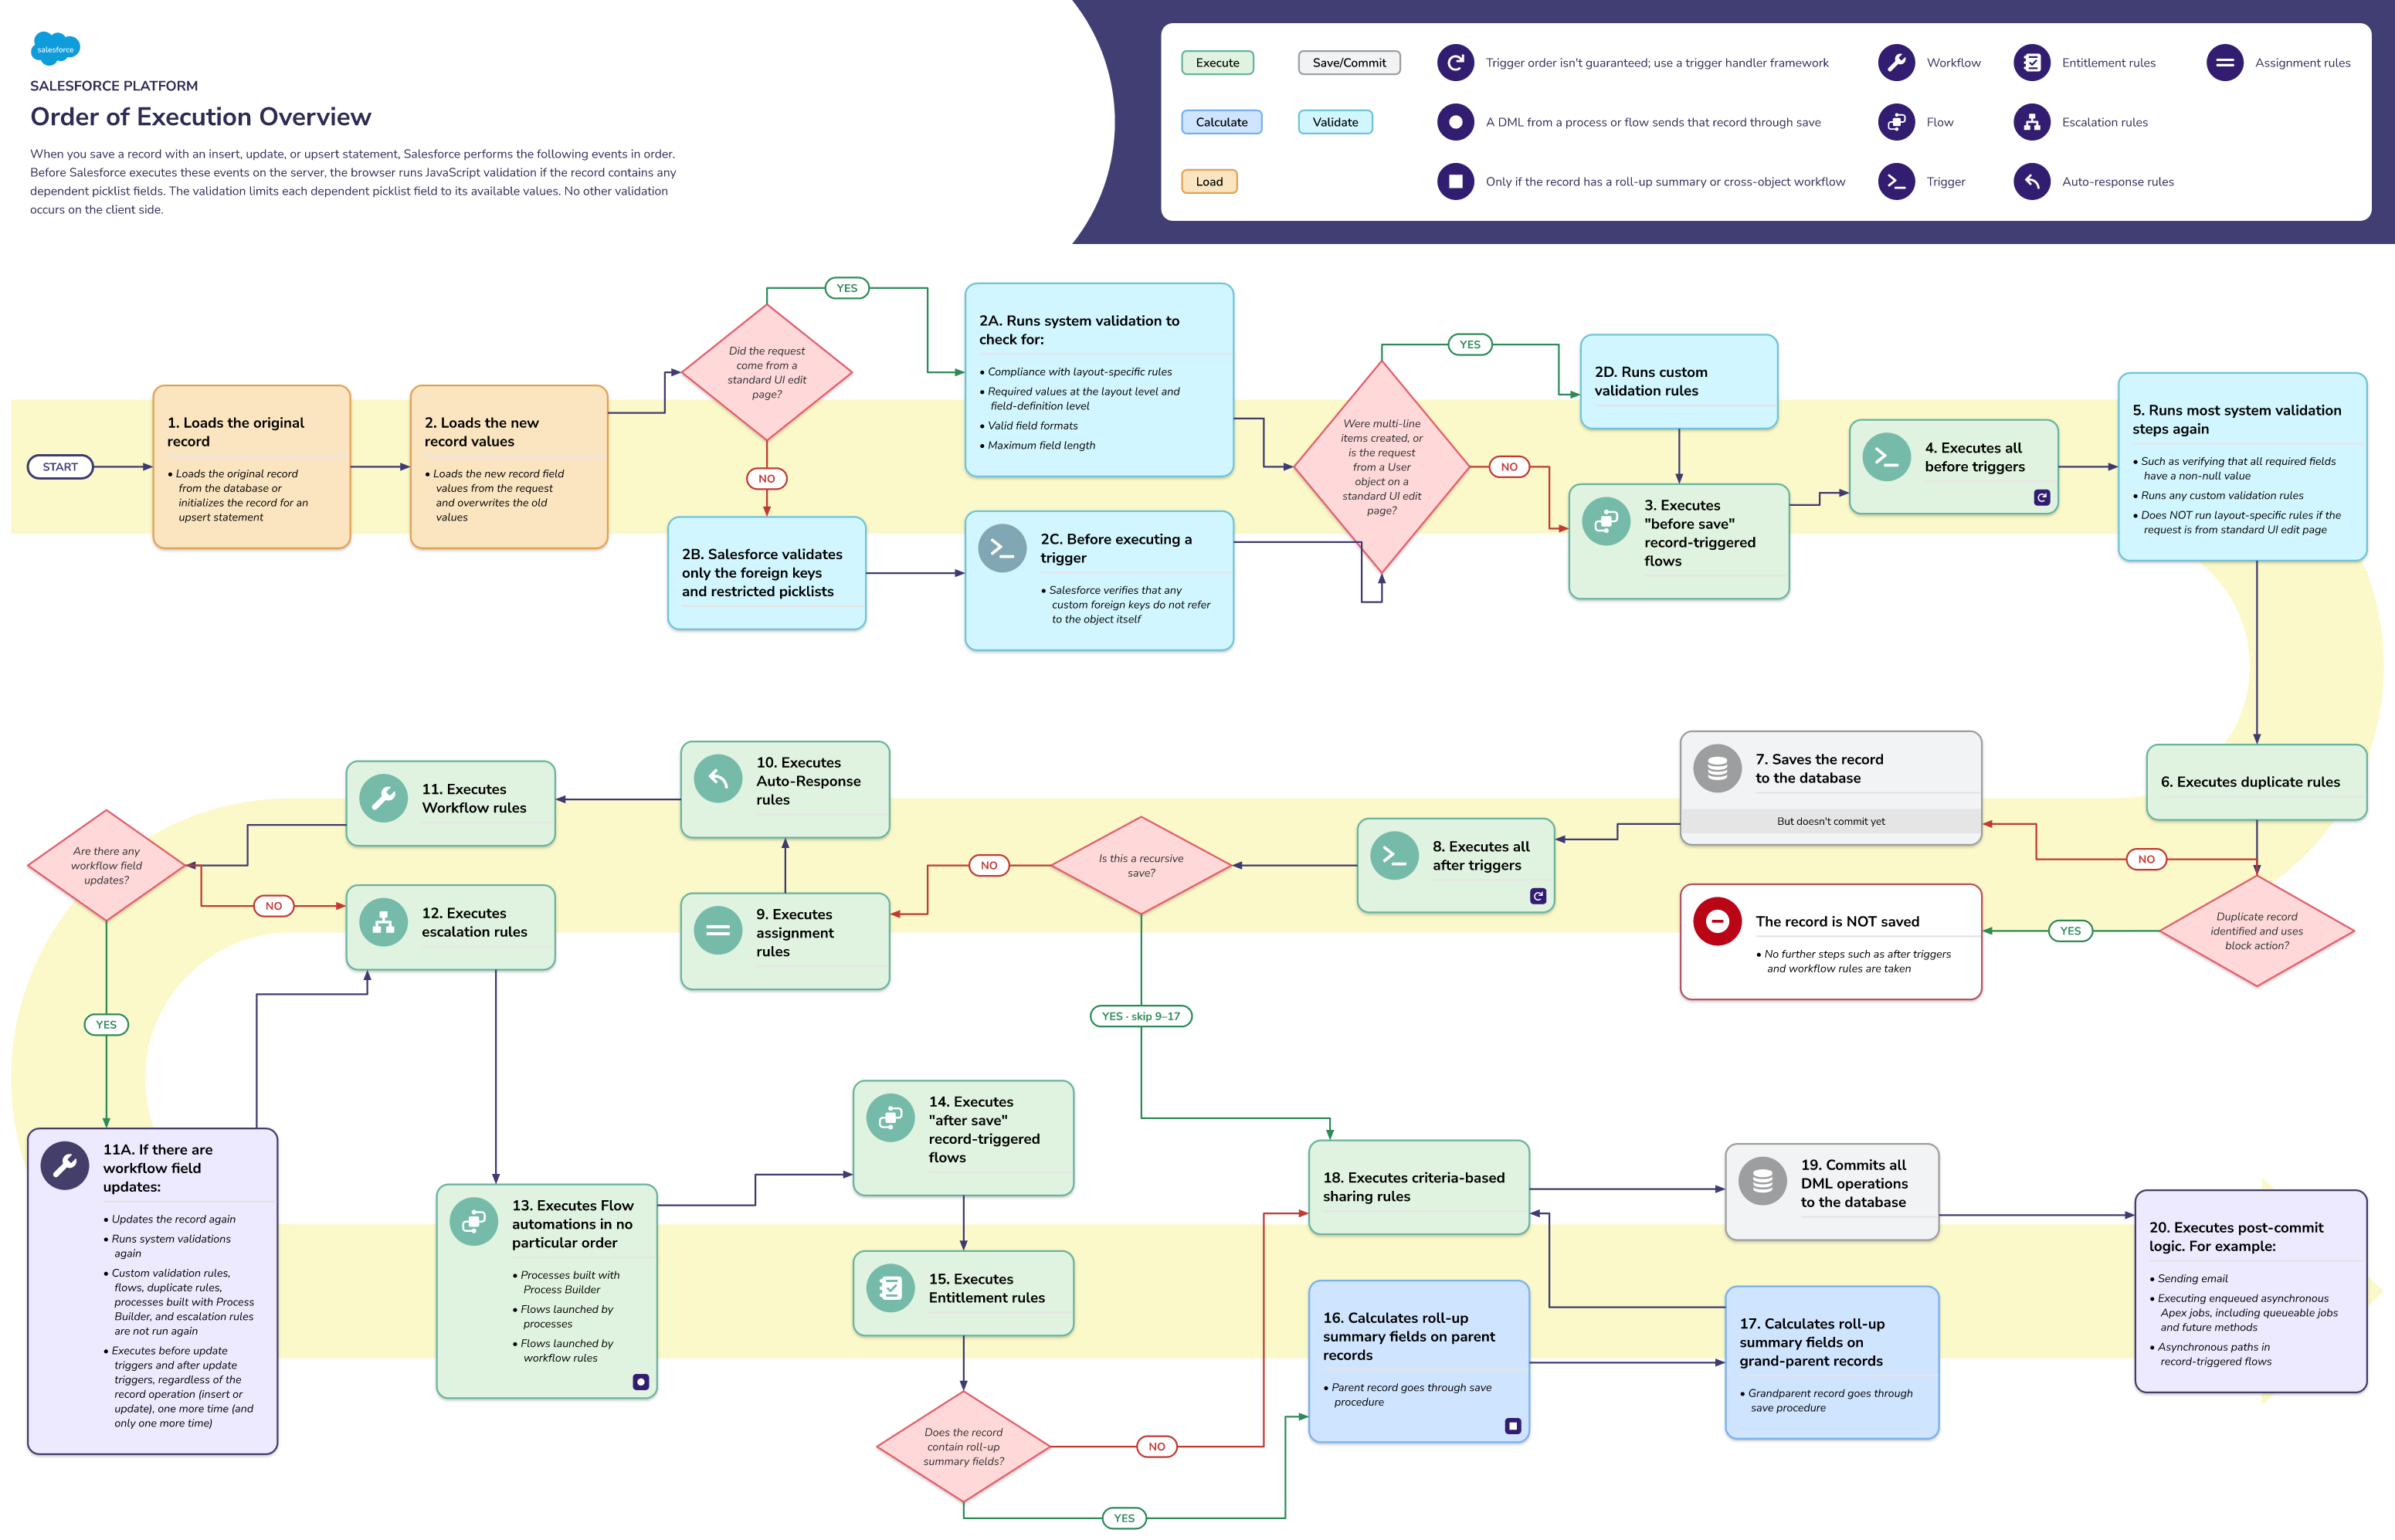 salesforce
SALESFORCE PLATFORM
Order of Execution Overview
When you save a record with an insert, update, or upsert statement, Salesforce performs the following events in order.
Before Salesforce executes these events on the server, the browser runs JavaScript validation if the record contains any
dependent picklist fields. The validation limits each dependent picklist field to its available values. No other validation
occurs on the client side.
Execute
Save/Commit
Trigger order isn't guaranteed; use a trigger handler framework
Workflow
Entitlement rules
Assignment rules
Calculate
Validate
A DML from a process or flow sends that record through save
Flow
Escalation rules
Load
Only if the record has a roll-up summary or cross-object workflow
Trigger
Auto-response rules
START
1. Loads the original
record
• Loads the original record
from the database or
initializes the record for an
upsert statement
2. Loads the new
record values
• Loads the new record field
values from the request
and overwrites the old
values
Did the request
come from a
standard UI edit
page?
YES
NO
2A. Runs system validation to
check for:
• Compliance with layout-specific rules
• Required values at the layout level and
field-definition level
• Valid field formats
• Maximum field length
2B. Salesforce validates
only the foreign keys
and restricted picklists
2C. Before executing a
trigger
• Salesforce verifies that any
custom foreign keys do not refer
to the object itself
Were multi-line
items created, or
is the request
from a User
object on a
standard UI edit
page?
YES
NO
2D. Runs custom
validation rules
3. Executes
"before save"
record-triggered
flows
4. Executes all
before triggers
5. Runs most system validation
steps again
• Such as verifying that all required fields
have a non-null value
• Runs any custom validation rules
• Does NOT run layout-specific rules if the
request is from standard UI edit page
6. Executes duplicate rules
Duplicate record
identified and uses
block action?
NO
YES
7. Saves the record
to the database
But doesn't commit yet
The record is NOT saved
• No further steps such as after triggers
and workflow rules are taken
8. Executes all
after triggers
Is this a recursive
save?
NO
YES · skip 9–17
9. Executes
assignment
rules
10. Executes
Auto-Response
rules
11. Executes
Workflow rules
Are there any
workflow field
updates?
NO
YES
12. Executes
escalation rules
11A. If there are
workflow field
updates:
• Updates the record again
• Runs system validations
again
• Custom validation rules,
flows, duplicate rules,
processes built with Process
Builder, and escalation rules
are not run again
• Executes before update
triggers and after update
triggers, regardless of the
record operation (insert or
update), one more time (and
only one more time)
13. Executes Flow
automations in no
particular order
• Processes built with
Process Builder
• Flows launched by
processes
• Flows launched by
workflow rules
14. Executes
"after save"
record-triggered
flows
15. Executes
Entitlement rules
Does the record
contain roll-up
summary fields?
NO
YES
16. Calculates roll-up
summary fields on parent
records
• Parent record goes through save
procedure
17. Calculates roll-up
summary fields on
grand-parent records
• Grandparent record goes through
save procedure
18. Executes criteria-based
sharing rules
19. Commits all
DML operations
to the database
20. Executes post-commit
logic. For example:
• Sending email
• Executing enqueued asynchronous
Apex jobs, including queueable jobs
and future methods
• Asynchronous paths in
record-triggered flows